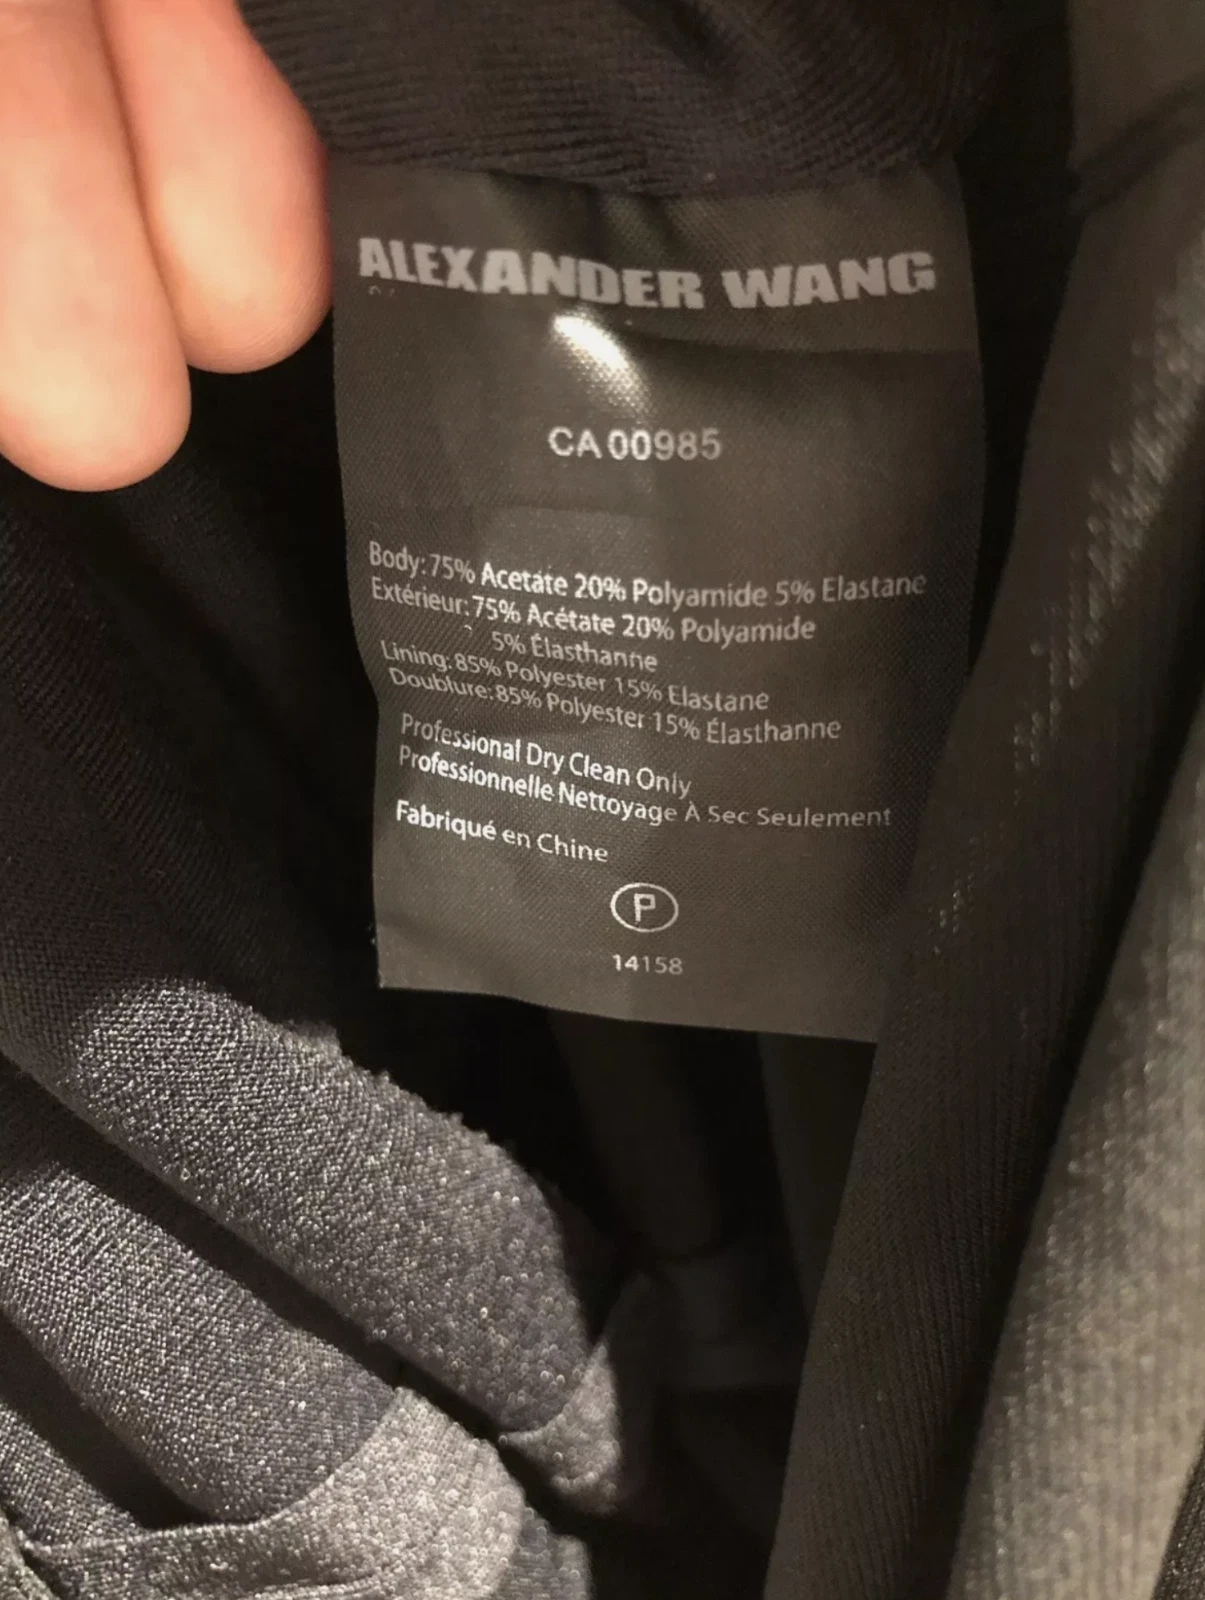 ALEXANDER WANG
CA 00985
Body: 75% Acetate 20% Polyamide 5% Elastane
Extérieur: 75% Acétate 20% Polyamide
5% Élasthanne
Lining: 85% Polyester 15% Elastane
Doublure: 85% Polyester 15% Élasthanne
Professional Dry Clean Only
Professionnelle Nettoyage À Sec Seulement
Fabriqué en Chine
P
14158